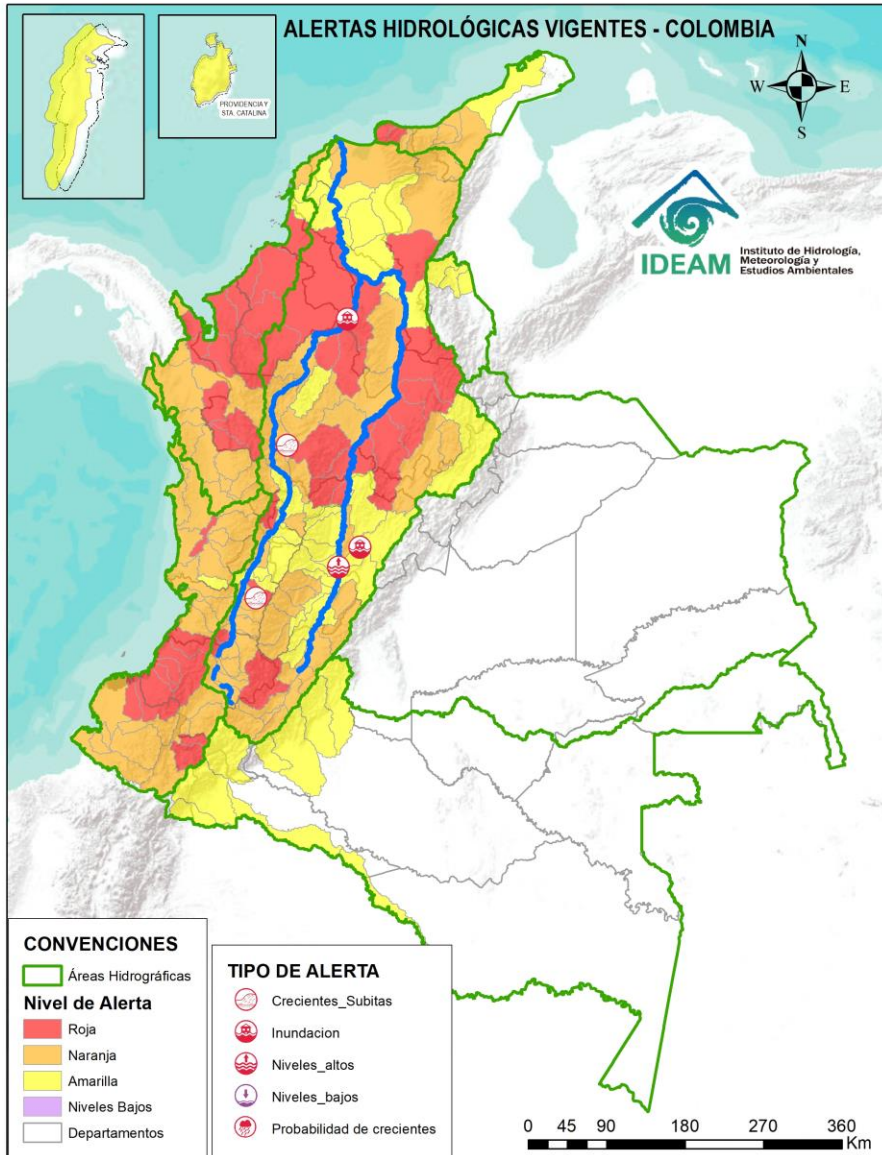 ALERTAS HIDROLÓGICAS VIGENTES - COLOMBIA
PROVIDENCIA Y
STA. CATALINA
N
W
E
S
IDEAM
Instituto de Hidrología,
Meteorología y
Estudios Ambientales
CONVENCIONES
Áreas Hidrográficas
Nivel de Alerta
Roja
Naranja
Amarilla
Niveles Bajos
Departamentos
TIPO DE ALERTA
Crecientes_Subitas
Inundacion
Niveles_altos
Niveles_bajos
Probabilidad de crecientes
0 45 90 180 270 360
Km